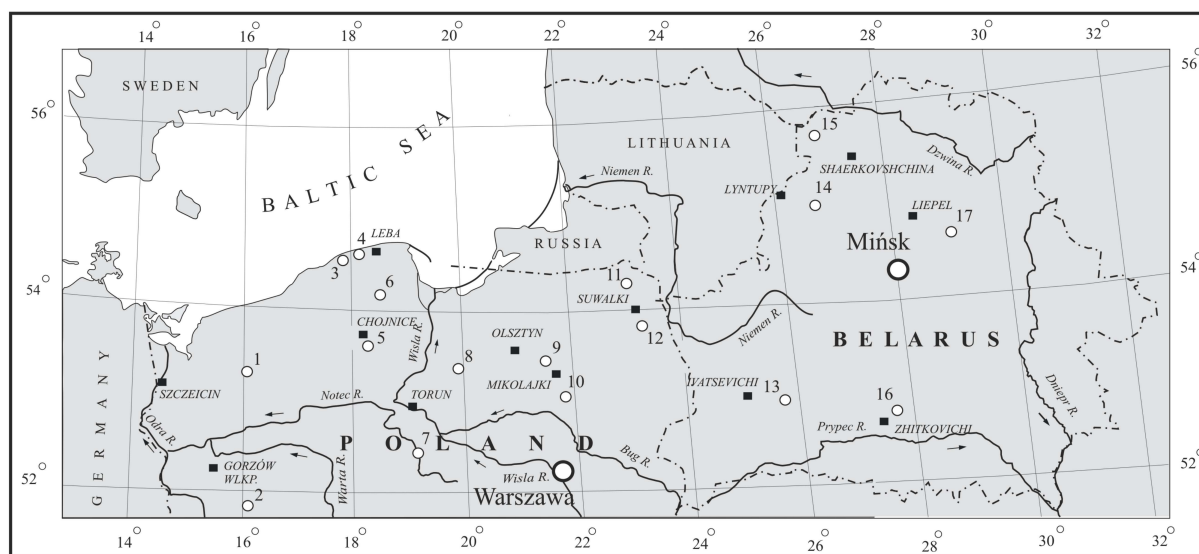 14° 16° 18° 20° 22° 24° 26° 28° 30° 32°
56°
SWEDEN
56°
LITHUANIA
15
SHAERKOVSHCHINA
Dzwina R.
BALTIC SEA
Niemen R.
LYNTUPY
14
LIEPEL
17
Mińsk
RUSSIA
4
LEBA
3
6
11
SUWALKI
12
54°
54°
Niemen R.
BELARUS
CHOJNICE
5
Wisla R.
OLSZTYN
8
9
MIKOLAJKI
10
1
SZCZEICIN
Notec R.
TORUN
IVATSEVICHI
13
16
ZHITKOVICHI
Prypec R.
Dniepr R.
GERMANY
Odra R.
POLAND
7
Bug R.
GORZÓW
WLKP.
Warta R.
Wisla R.
Warszawa
2
52°
52°
14° 16° 18° 20° 22° 24° 26° 28° 30° 32°